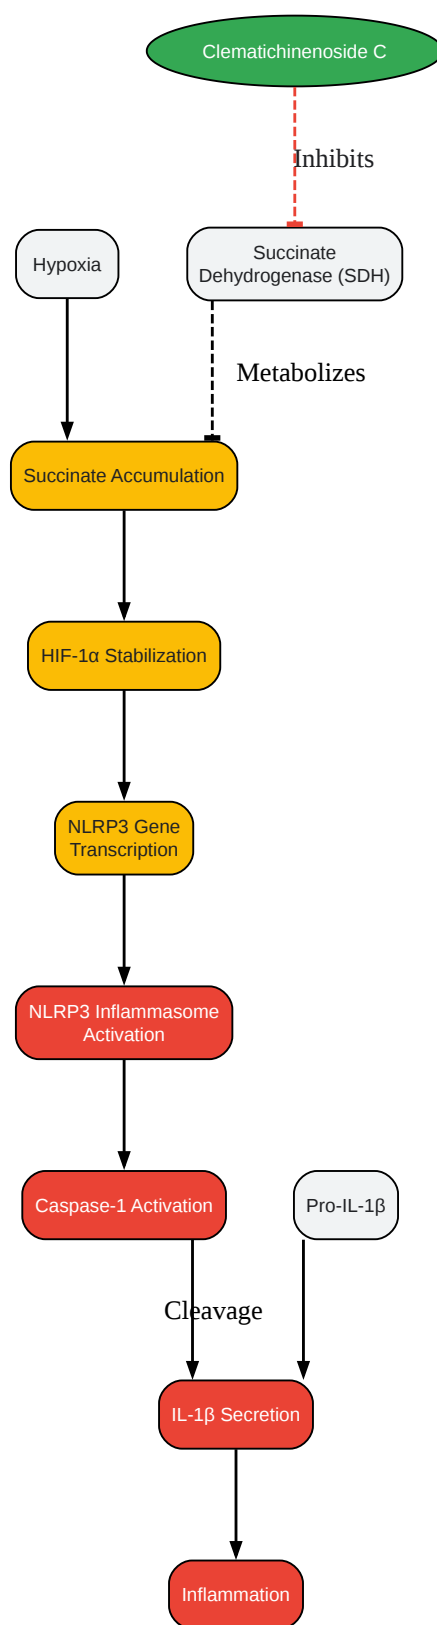 Clematichinenoside C
Inhibits
Hypoxia
Succinate
Dehydrogenase (SDH)
Metabolizes
Succinate Accumulation
HIF-1α Stabilization
NLRP3 Gene
Transcription
NLRP3 Inflammasome
Activation
Caspase-1 Activation
Pro-IL-1β
Cleavage
IL-1β Secretion
Inflammation